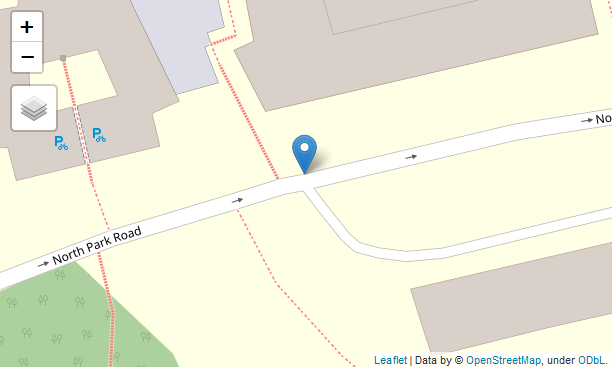 +
−
P
P
No
North Park Road
Leaflet | Data by © OpenStreetMap, under ODbL.